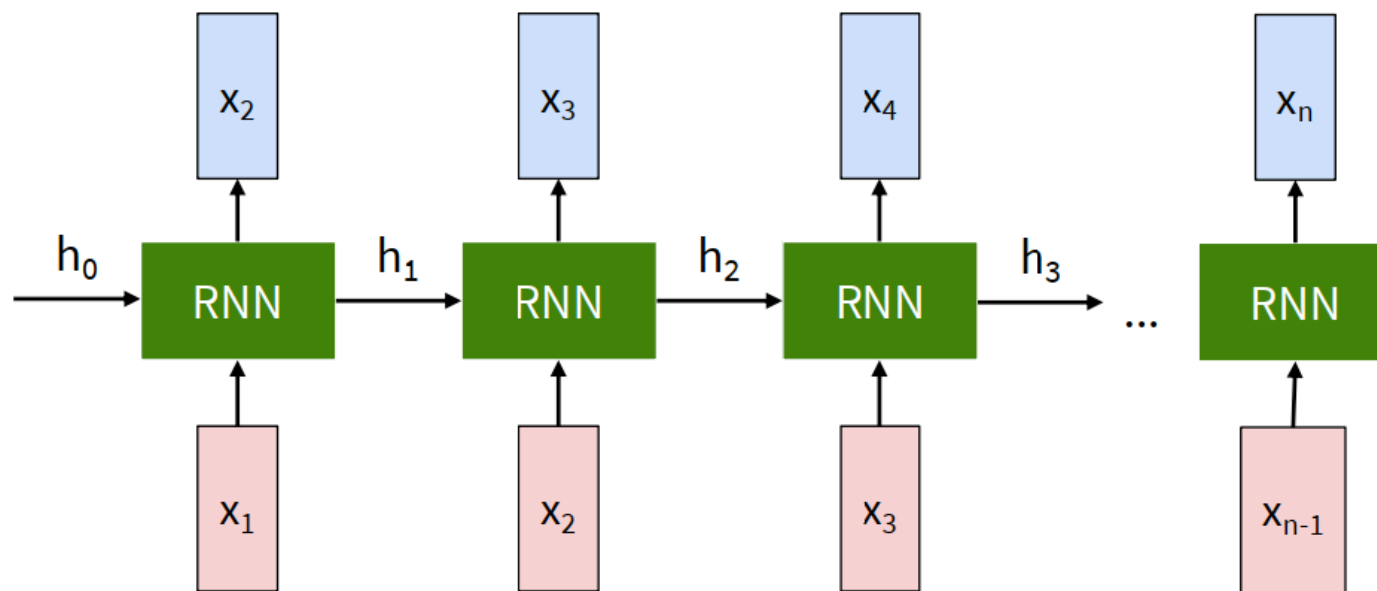 x₂ x₃ x₄ xₙ
h₀ h₁ h₂ h₃
RNN RNN RNN ... RNN
x₁ x₂ x₃ xₙ₋₁